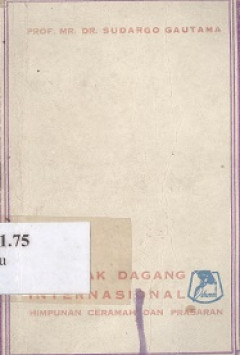 PROF. MR. DR. SUDARGO GAUTAMA
1.75
u
AK DAGANG
INTERNASIONAL
HIMPUNAN CERAMAH DAN PRASARAN